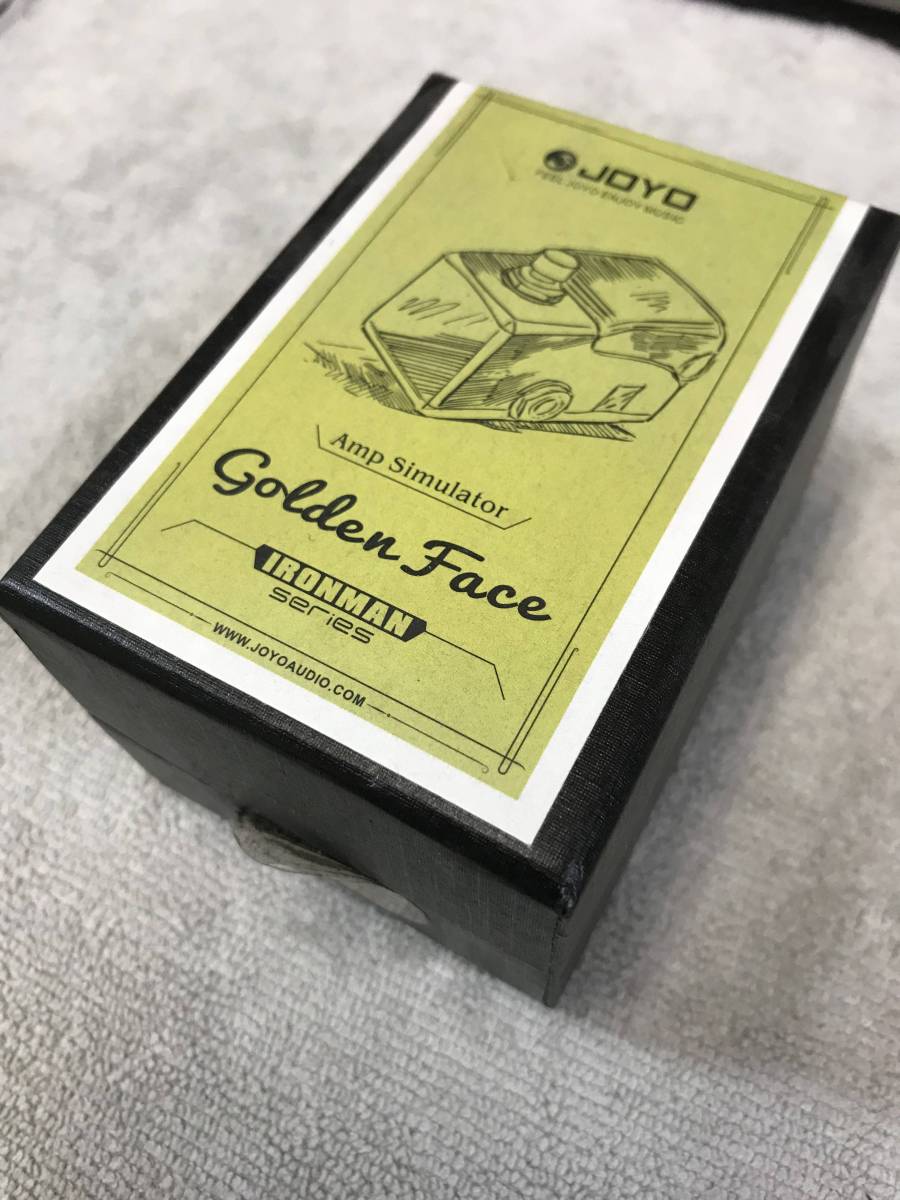 JOYO
FEEL JOYO ENJOY MUSIC
Amp Simulator
Golden Face
IRONMAN
series
WWW.JOYOAUDIO.COM